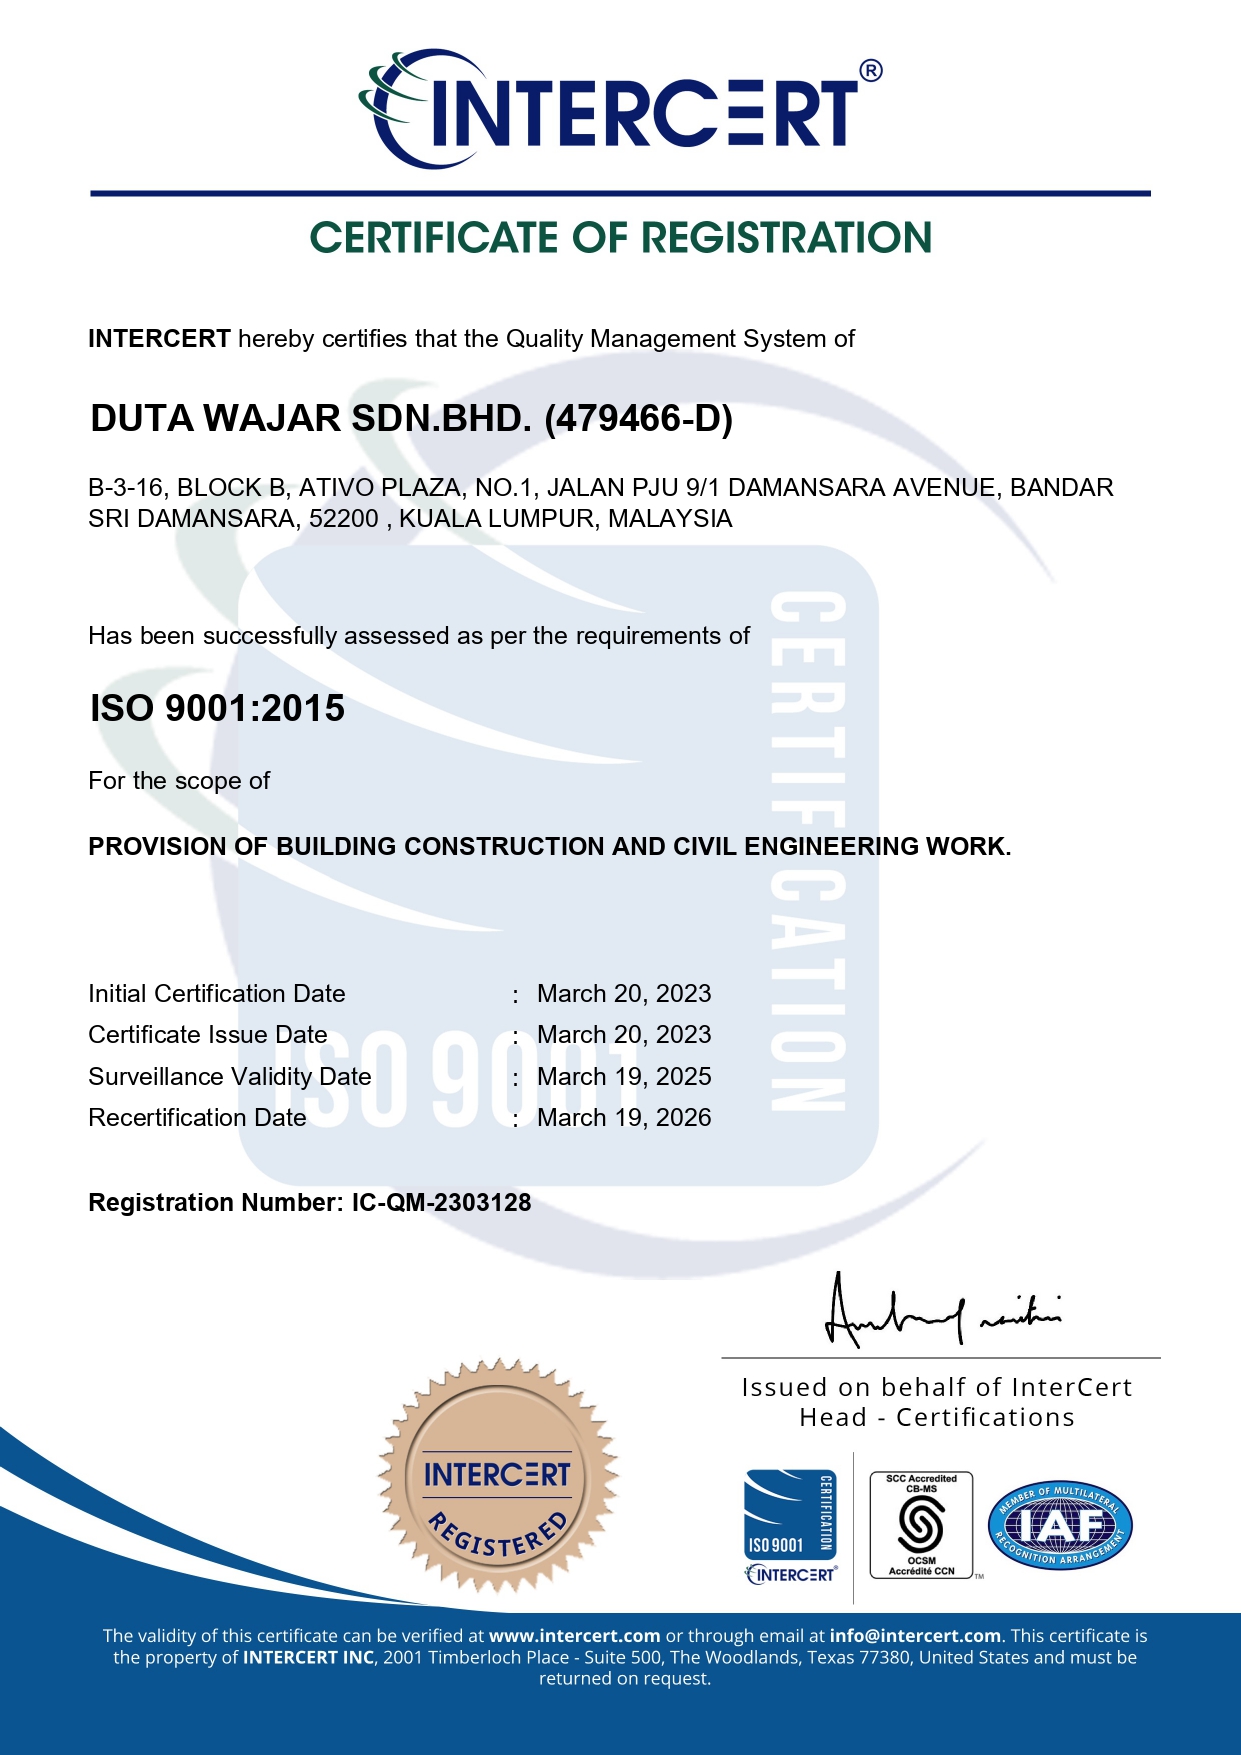 INTERCERT®
CERTIFICATE OF REGISTRATION
INTERCERT hereby certifies that the Quality Management System of
DUTA WAJAR SDN.BHD. (479466-D)
B-3-16, BLOCK B, ATIVO PLAZA, NO.1, JALAN PJU 9/1 DAMANSARA AVENUE, BANDAR
SRI DAMANSARA, 52200 , KUALA LUMPUR, MALAYSIA
Has been successfully assessed as per the requirements of
ISO 9001:2015
For the scope of
PROVISION OF BUILDING CONSTRUCTION AND CIVIL ENGINEERING WORK.
CERTIFICATION
ISO 9001
Initial Certification Date : March 20, 2023
Certificate Issue Date : March 20, 2023
Surveillance Validity Date : March 19, 2025
Recertification Date : March 19, 2026
Registration Number: IC-QM-2303128
Issued on behalf of InterCert
Head - Certifications
INTERCERT
REGISTERED
CERTIFICATION
ISO 9001
INTERCERT®
SCC Accredited
CB-MS
OCSM
Accrédité CCN
TM
MEMBER OF MULTILATERAL
IAF
RECOGNITION ARRANGEMENT
The validity of this certificate can be verified at www.intercert.com or through email at info@intercert.com. This certificate is
the property of INTERCERT INC, 2001 Timberloch Place - Suite 500, The Woodlands, Texas 77380, United States and must be
returned on request.